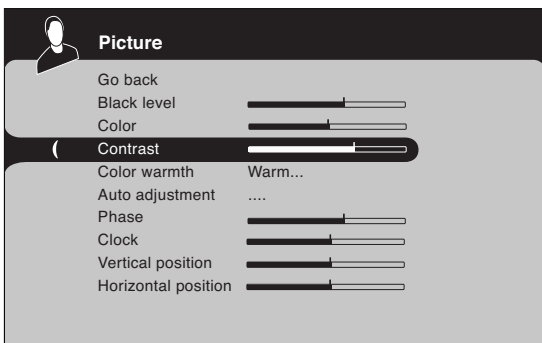 Picture
Go back
Black level
Color
Contrast
Color warmth Warm...
Auto adjustment ....
Phase
Clock
Vertical position
Horizontal position